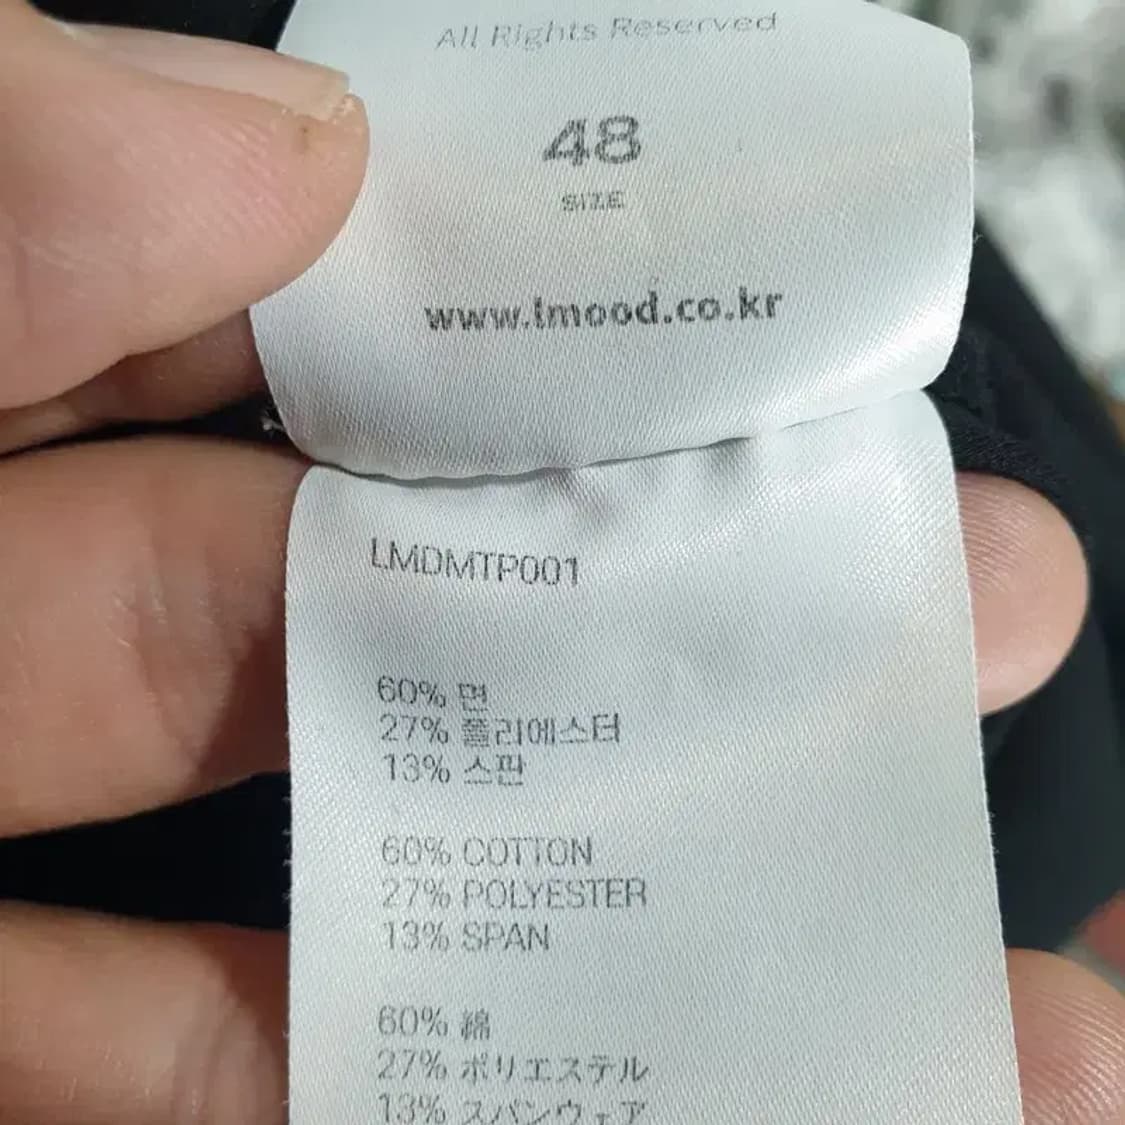 All Rights Reserved
48
SIZE
www.lmood.co.kr
LMDMTP001
60% 면
27% 폴리에스터
13% 스판
60% COTTON
27% POLYESTER
13% SPAN
60% 綿
27% ポリエステル
13% スパンウェア